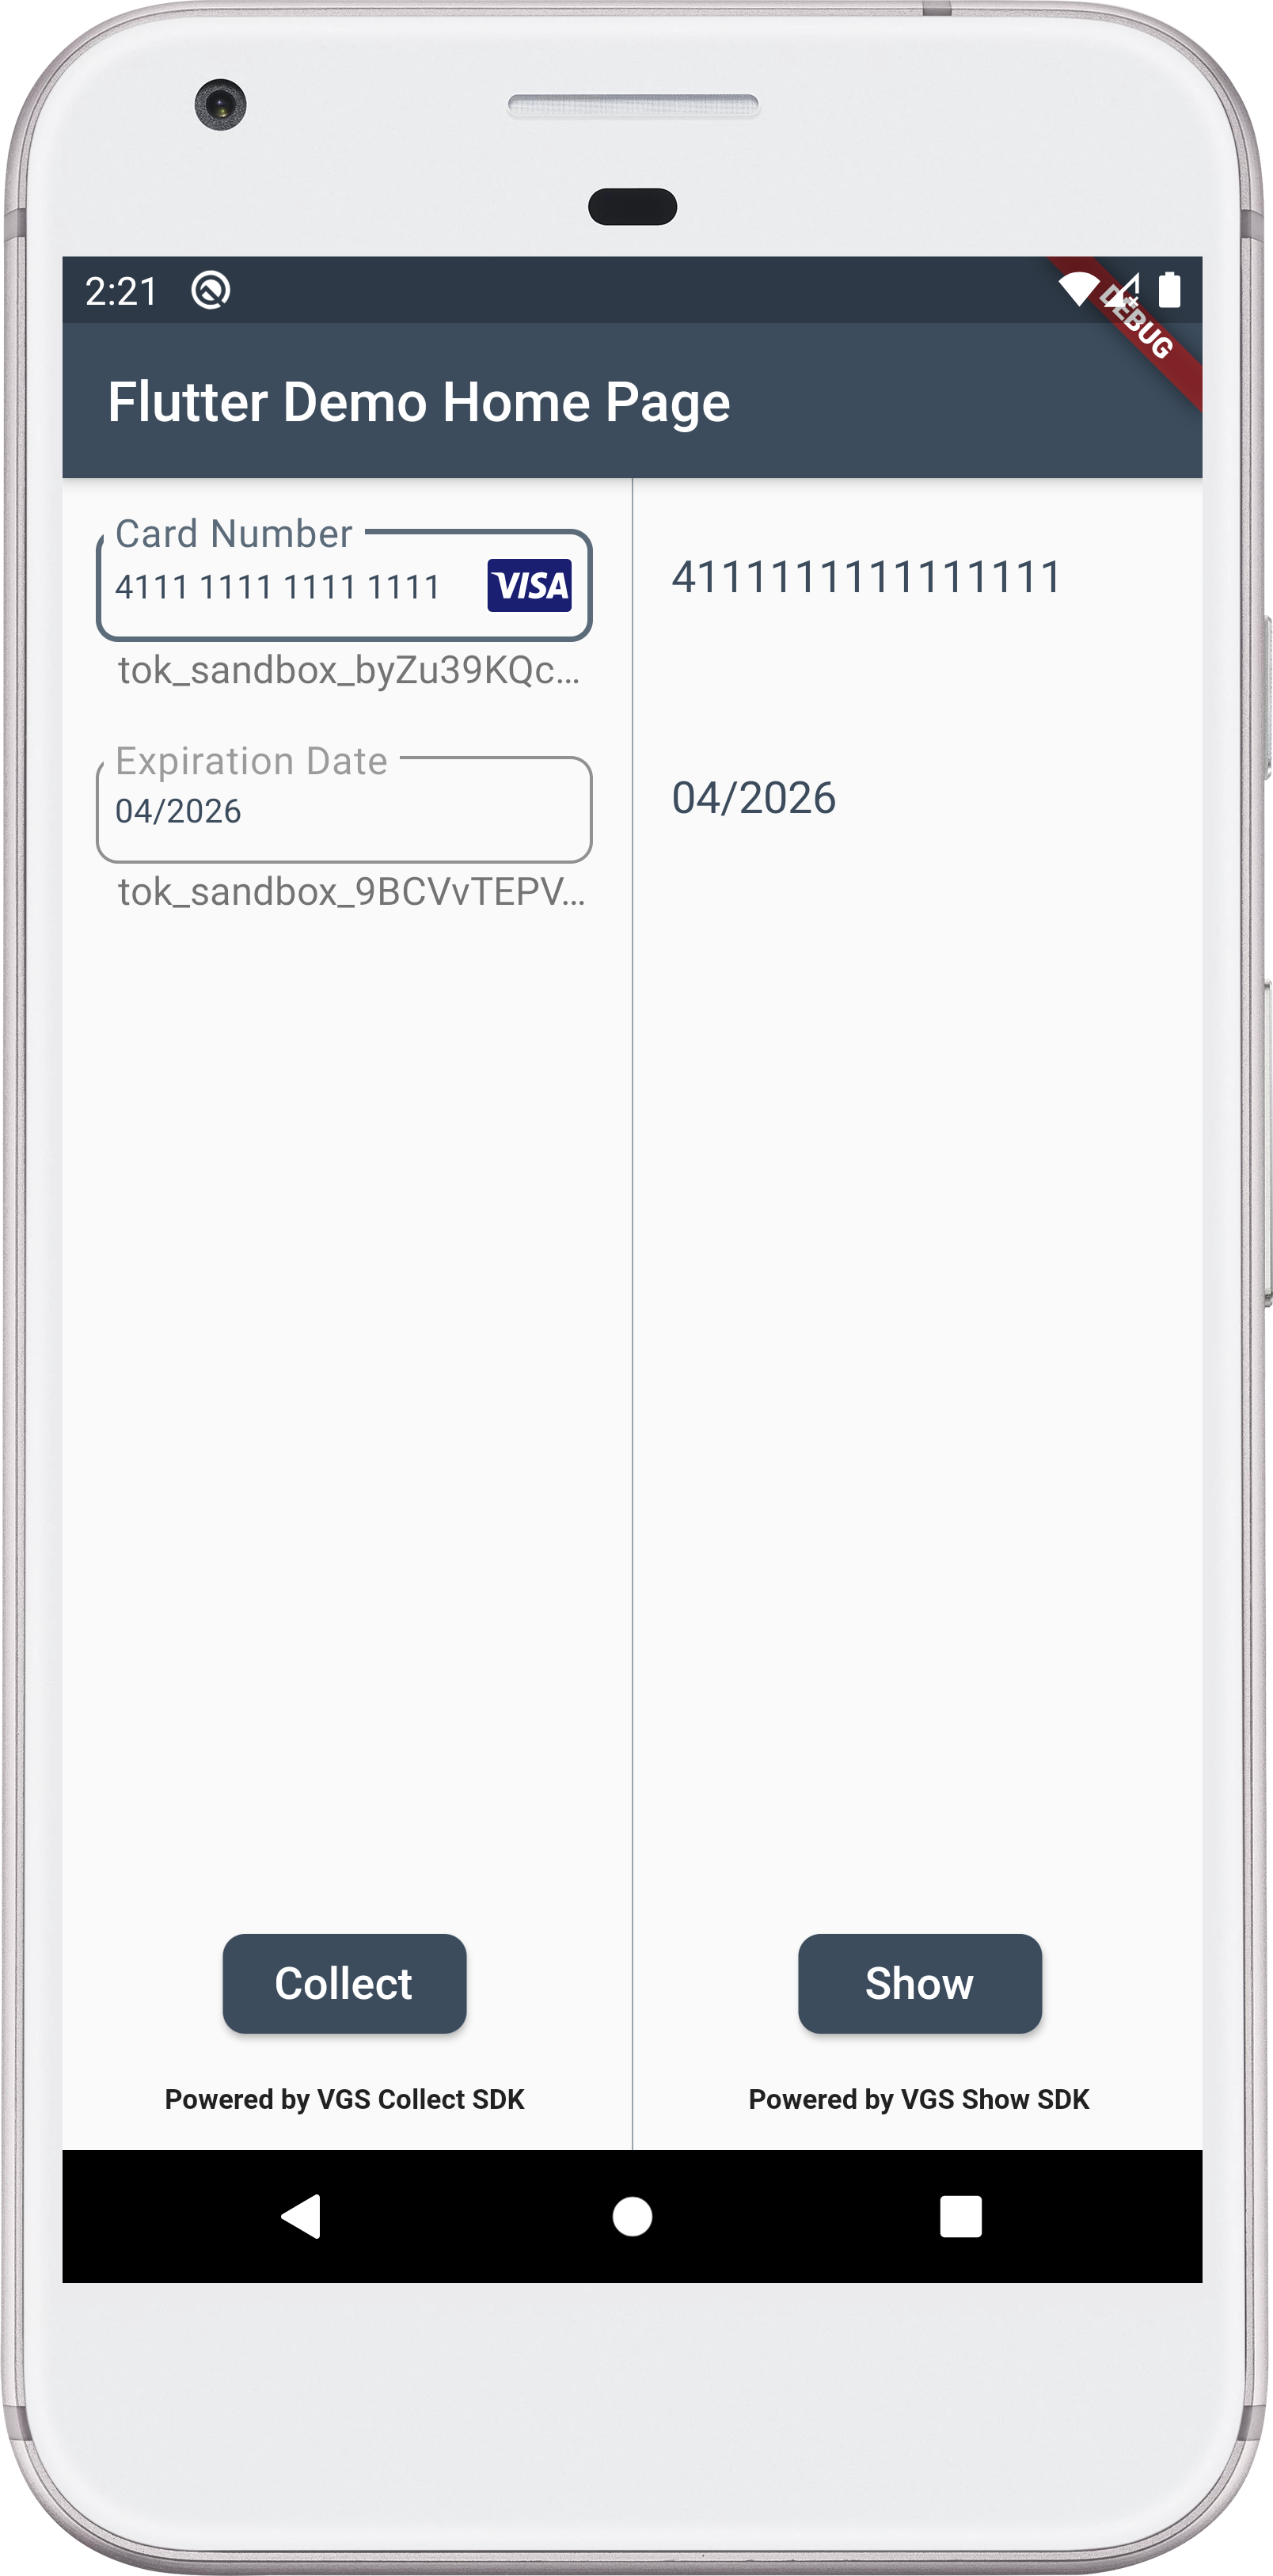 2:21
DEBUG
Flutter Demo Home Page
Card Number
4111 1111 1111 1111
VISA
tok_sandbox_byZu39KQc...
Expiration Date
04/2026
tok_sandbox_9BCVvTEPV...
4111111111111111
04/2026
Collect
Powered by VGS Collect SDK
Show
Powered by VGS Show SDK